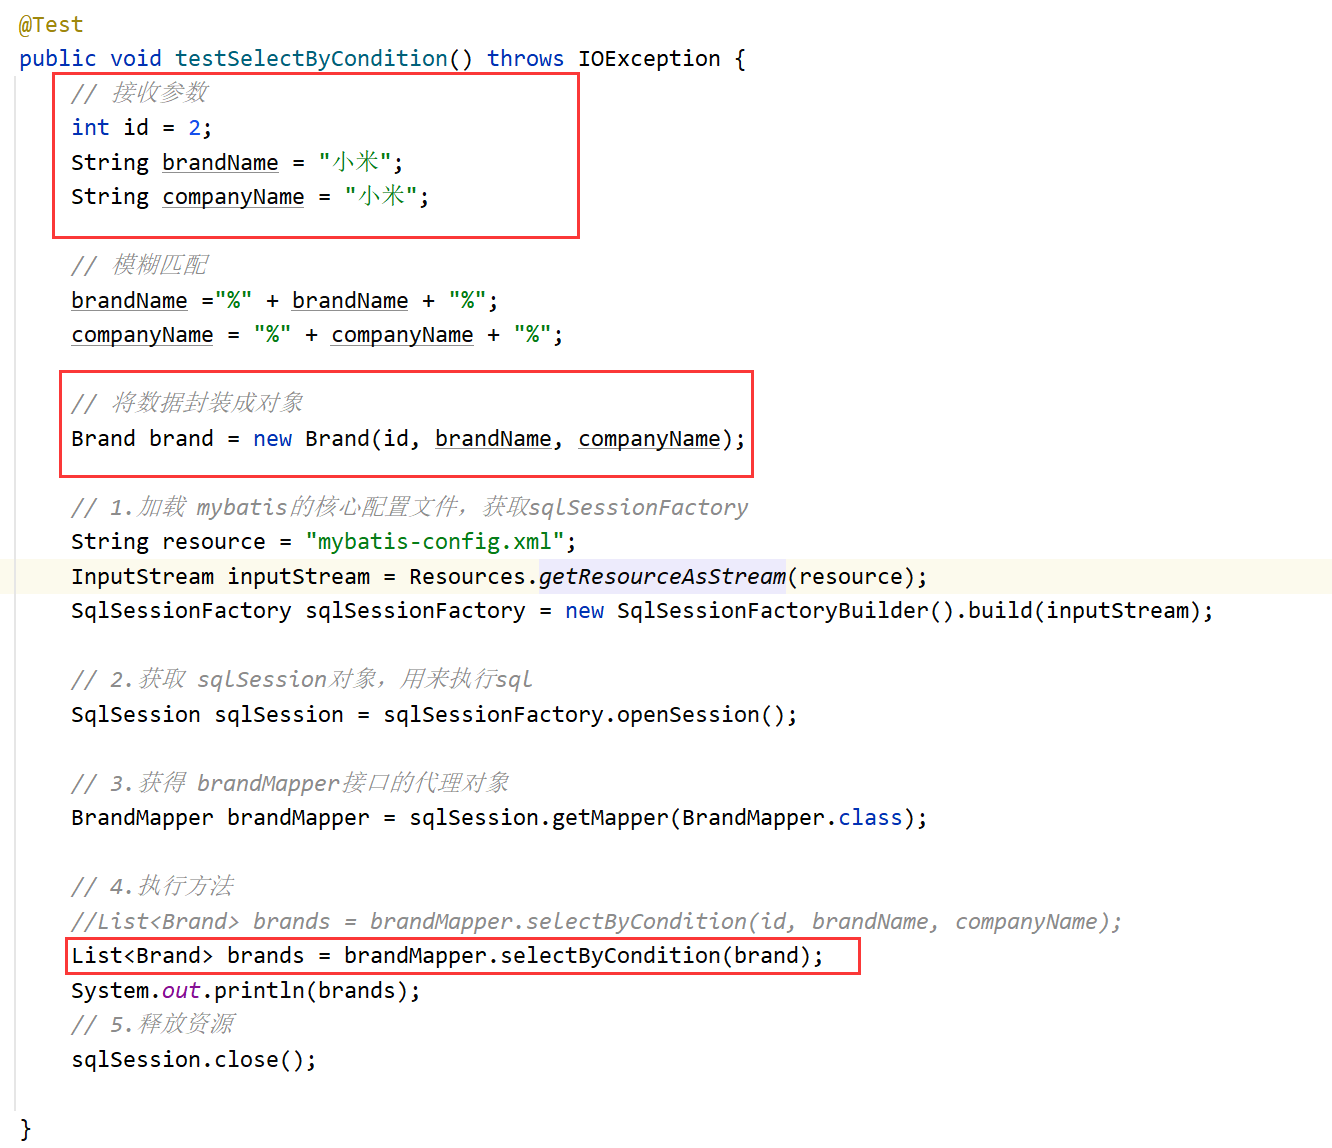 @Test
public void testSelectByCondition() throws IOException {
// 接收参数
int id = 2;
String brandName = "小米";
String companyName = "小米";
// 模糊匹配
brandName ="%" + brandName + "%";
companyName = "%" + companyName + "%";
// 将数据封装成对象
Brand brand = new Brand(id, brandName, companyName);
// 1.加载 mybatis的核心配置文件，获取sqlSessionFactory
String resource = "mybatis-config.xml";
InputStream inputStream = Resources.getResourceAsStream(resource);
SqlSessionFactory sqlSessionFactory = new SqlSessionFactoryBuilder().build(inputStream);
// 2.获取 sqlSession对象，用来执行sql
SqlSession sqlSession = sqlSessionFactory.openSession();
// 3.获得 brandMapper接口的代理对象
BrandMapper brandMapper = sqlSession.getMapper(BrandMapper.class);
// 4.执行方法
//List<Brand> brands = brandMapper.selectByCondition(id, brandName, companyName);
List<Brand> brands = brandMapper.selectByCondition(brand);
System.out.println(brands);
// 5.释放资源
sqlSession.close();
}